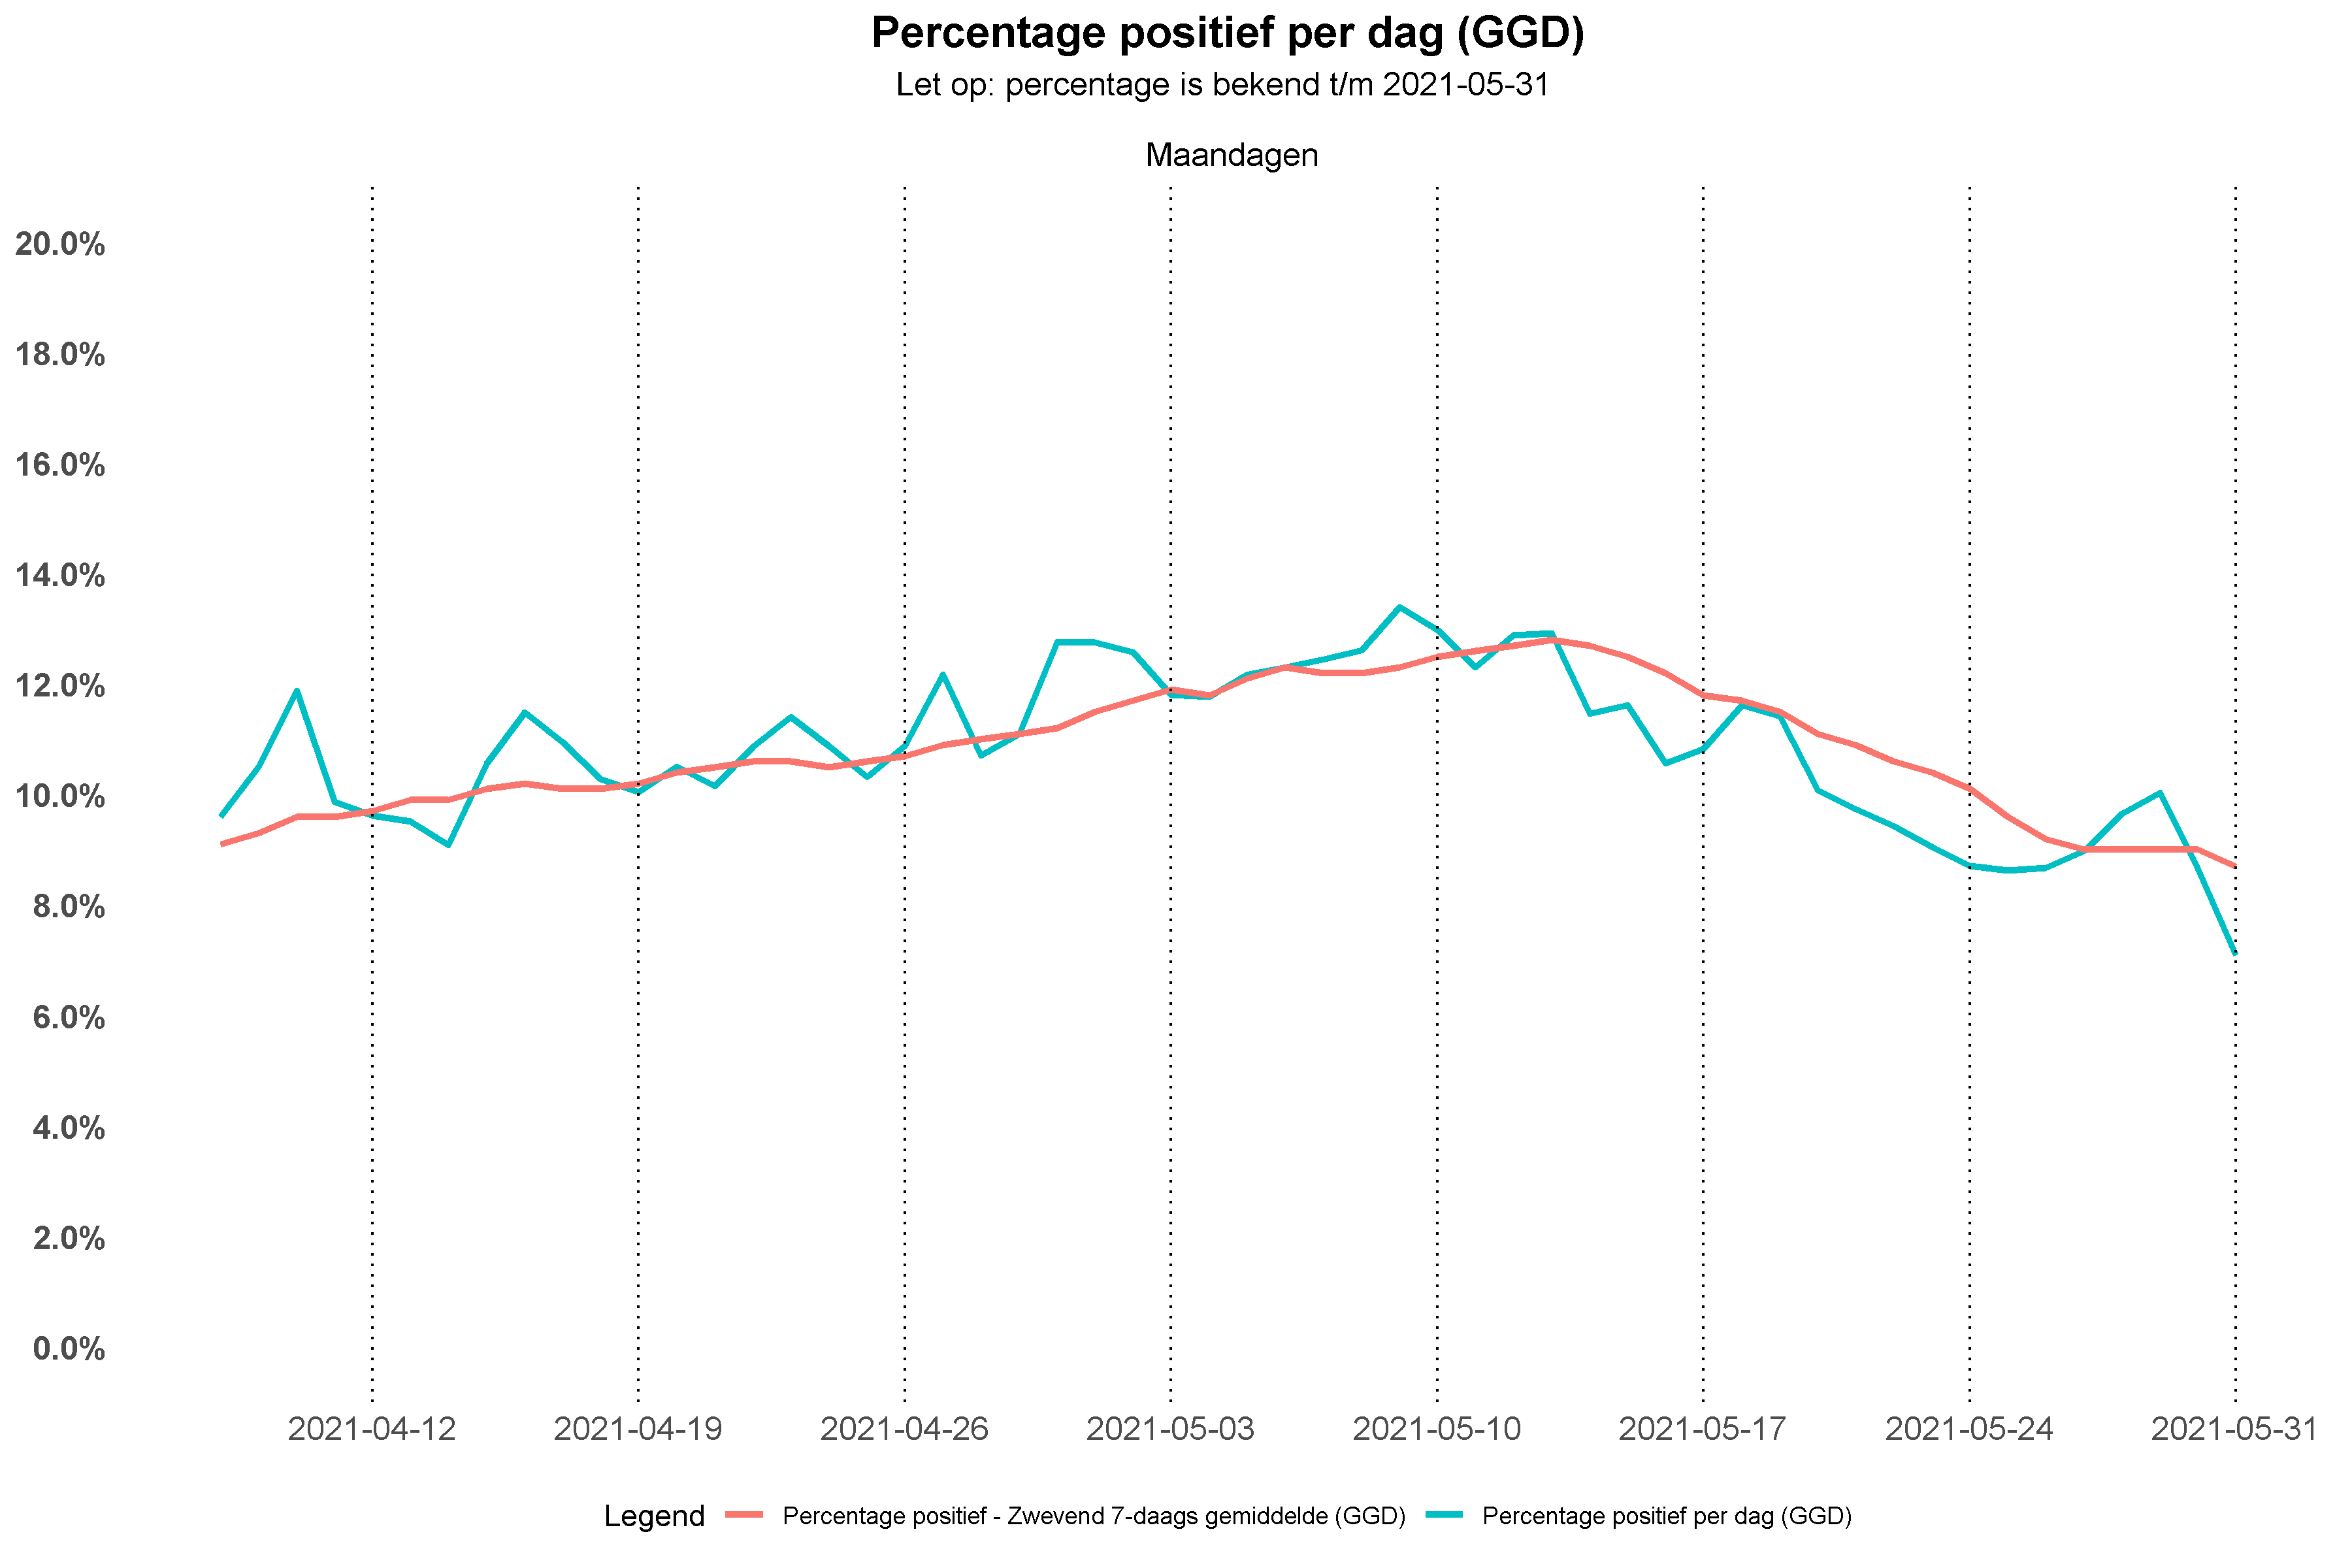 Percentage positief per dag (GGD)
Let op: percentage is bekend t/m 2021-05-31
Maandagen
20.0%
18.0%
16.0%
14.0%
12.0%
10.0%
8.0%
6.0%
4.0%
2.0%
0.0%
2021-04-12 2021-04-19 2021-04-26 2021-05-03 2021-05-10 2021-05-17 2021-05-24 2021-05-31
Legend Percentage positief - Zwevend 7-daags gemiddelde (GGD) Percentage positief per dag (GGD)